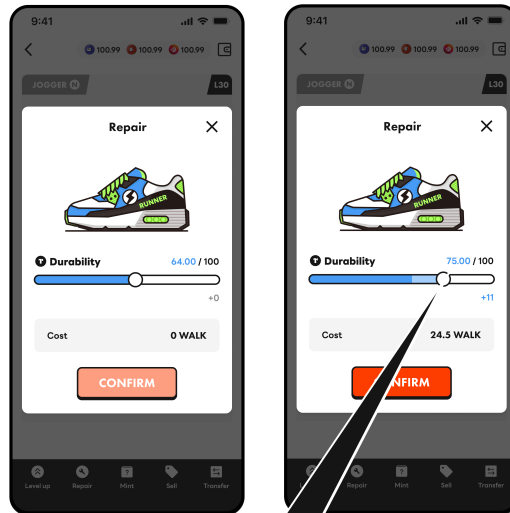 9:41
100.99 100.99 100.99
JOGGER N L30
Repair
RUNNER
Durability 64.00 / 100
+0
Cost 0 WALK
CONFIRM
Level up Repair Mint Sell Transfer
9:41
100.99 100.99 100.99
JOGGER N L30
Repair
RUNNER
Durability 75.00 / 100
+11
Cost 24.5 WALK
NFIRM
Repair Mint Sell Transfer